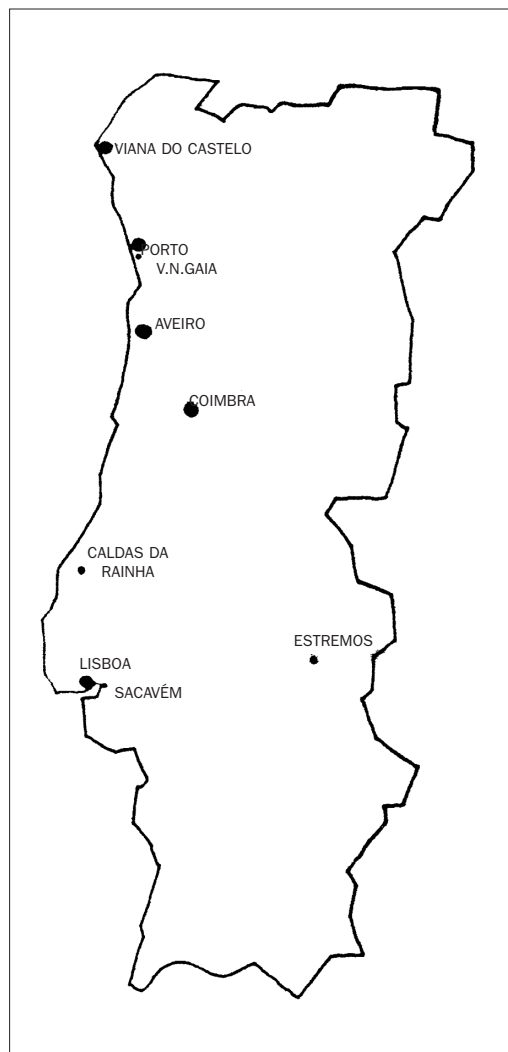 VIANA DO CASTELO
PORTO
V.N.GAIA
AVEIRO
COIMBRA
CALDAS DA
RAINHA
ESTREMOS
LISBOA
SACAVÉM